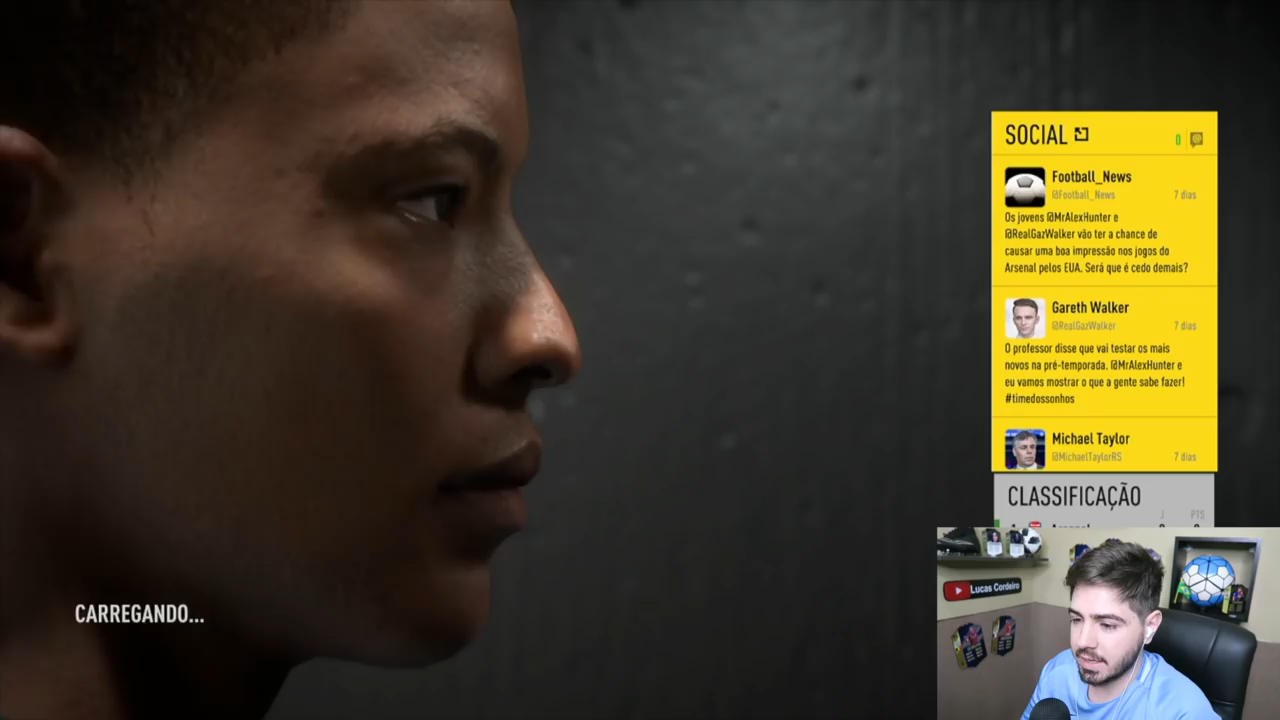 SOCIAL
0
Football_News
@Football_News 7 dias
Os jovens @MrAlexHunter e
@RealGazWalker vão ter a chance de
causar uma boa impressão nos jogos do
Arsenal pelos EUA. Será que é cedo demais?
Gareth Walker
@RealGazWalker 7 dias
O professor disse que vai testar os mais
novos na pré-temporada. @MrAlexHunter e
eu vamos mostrar o que a gente sabe fazer!
#timedossonhos
Michael Taylor
@MichaelTaylorRS 7 dias
CLASSIFICAÇÃO
J PTS
Arsenal
CARREGANDO...
Lucas Cordeiro